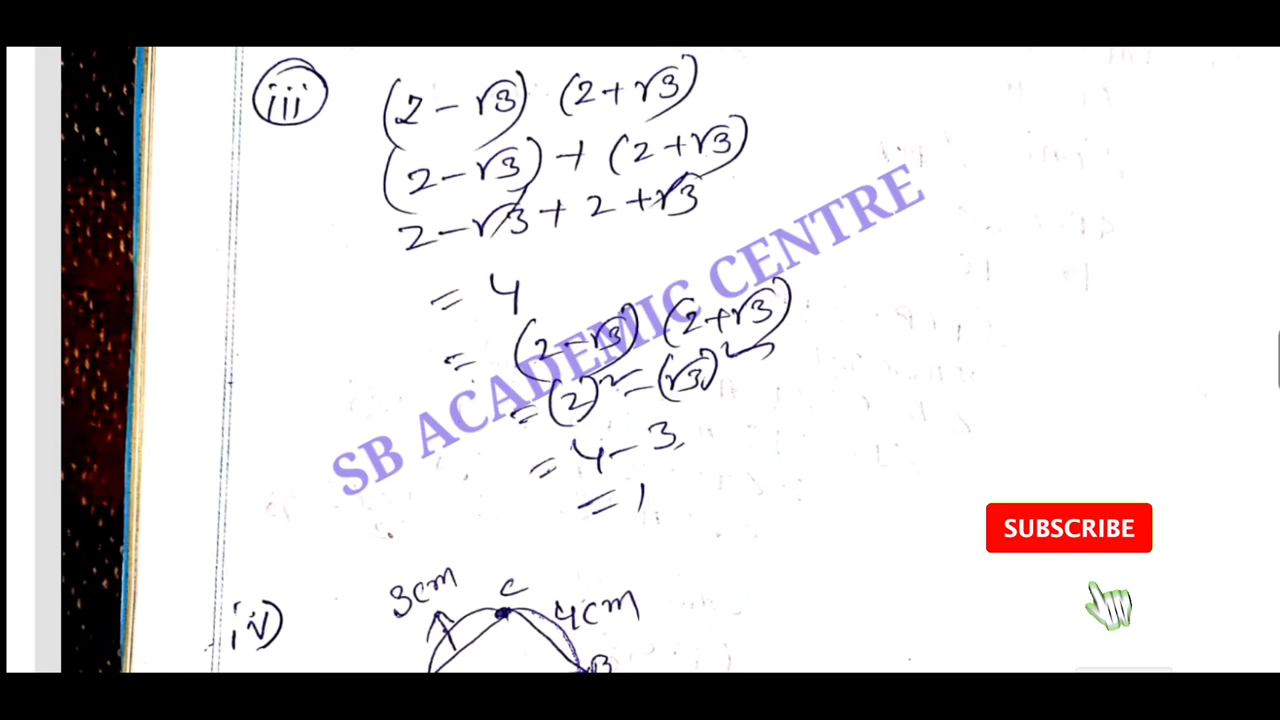 iii
(2 - √3) (2 + √3)
(2 - √3) + (2 + √3)
2 - √3 + 2 + √3
= 4
= (2 - √3) (2 + √3)
= (2)² - (√3)²
= 4 - 3
= 1
SB ACADEMIC CENTRE
SUBSCRIBE
iv)
3cm
C
4cm
B